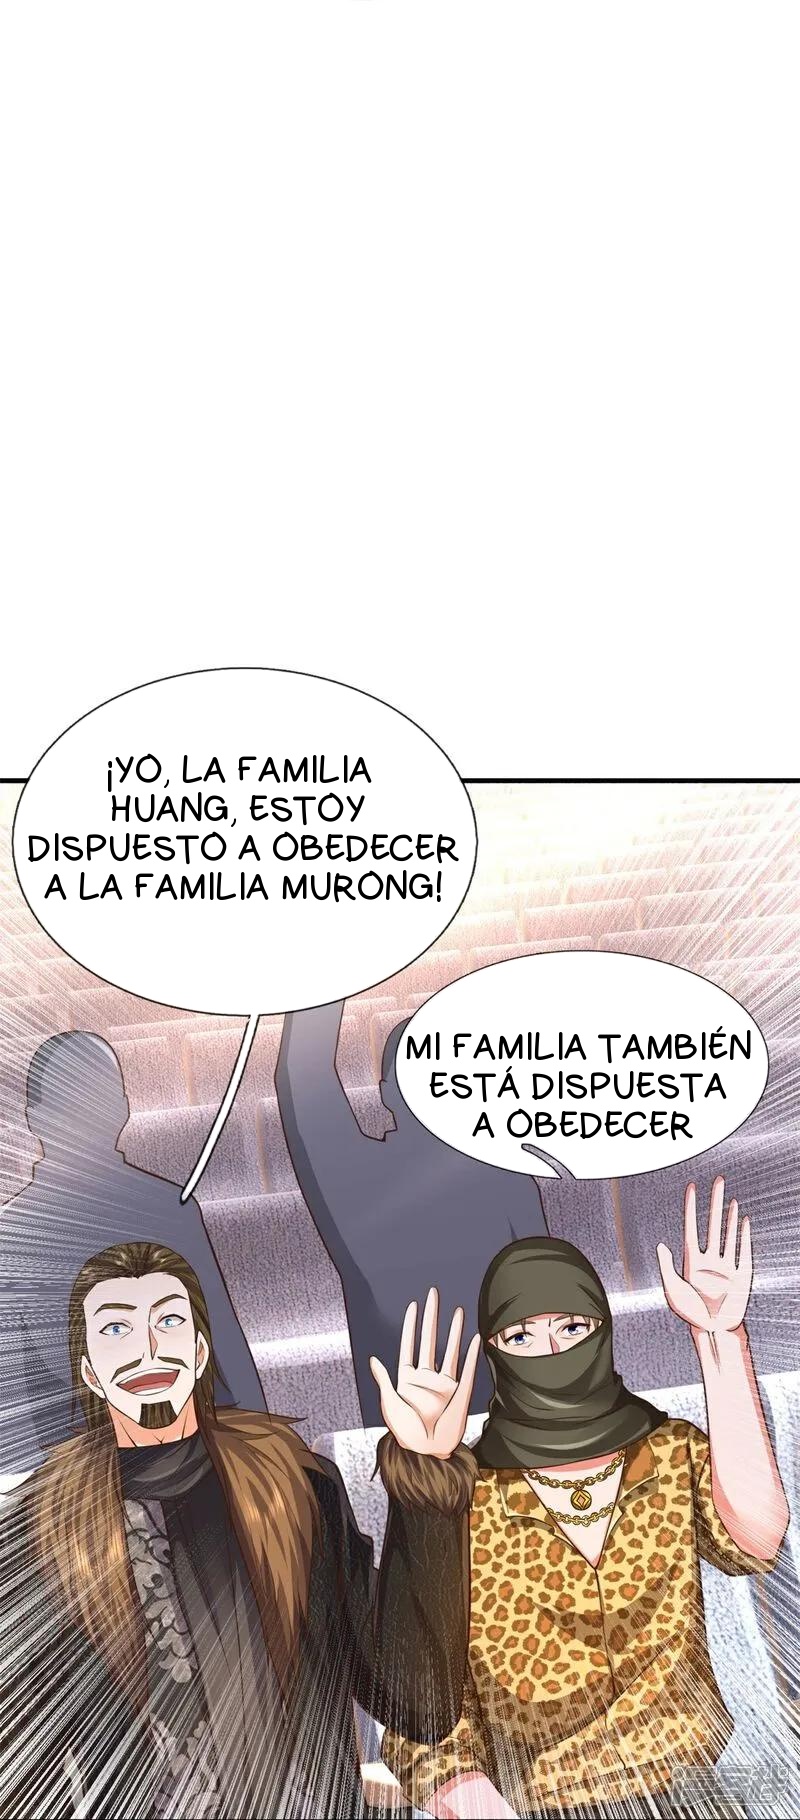 ¡YO, LA FAMILIA
HUANG, ESTOY
DISPUESTO A OBEDECER
A LA FAMILIA MURONG!
MI FAMILIA TAMBIÉN
ESTÁ DISPUESTA
A OBEDECER